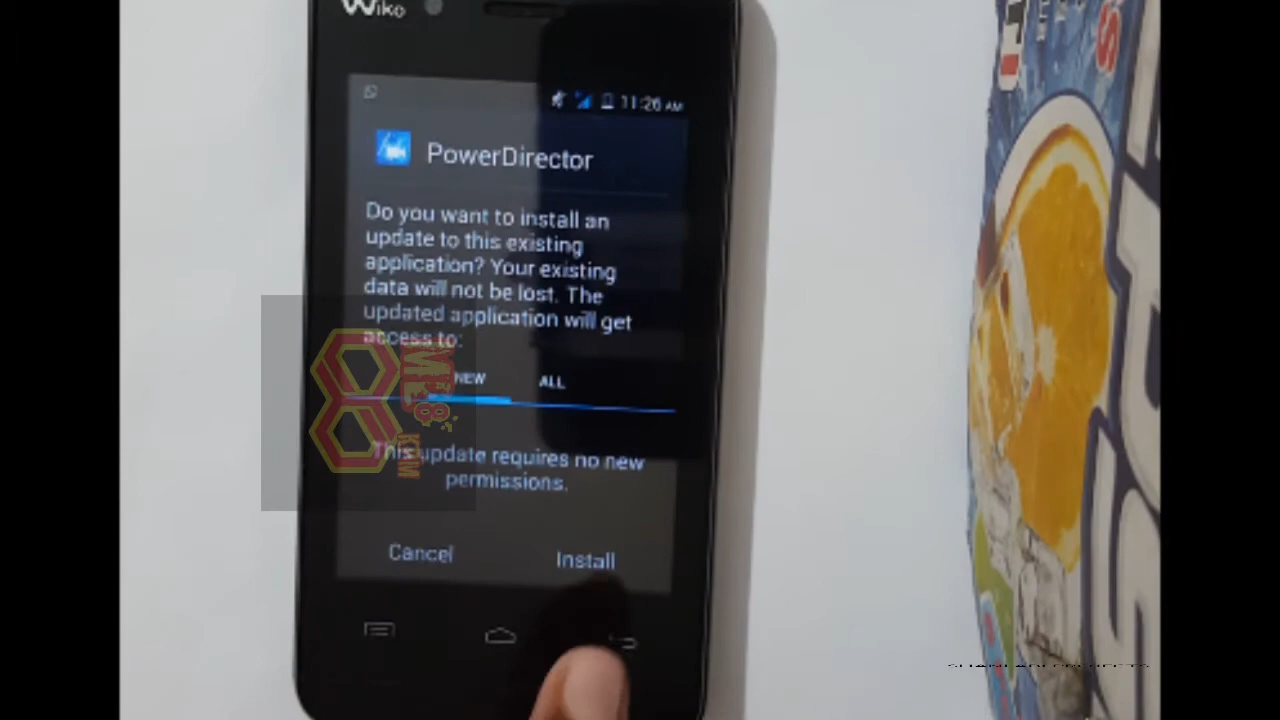 Wiko
11:26 AM
PowerDirector
Do you want to install an
update to this existing
application? Your existing
data will not be lost. The
updated application will get
access to:
NEW
ALL
This update requires no new
permissions.
Cancel
Install